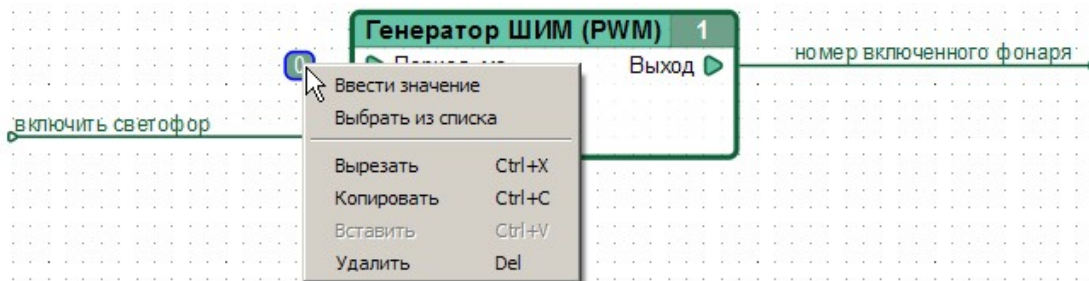 Генератор ШИМ (PWM) 1
номер включенного фонаря
0
Выход
включить светофор
Ввести значение
Выбрать из списка
Вырезать Ctrl+X
Копировать Ctrl+C
Вставить Ctrl+V
Удалить Del